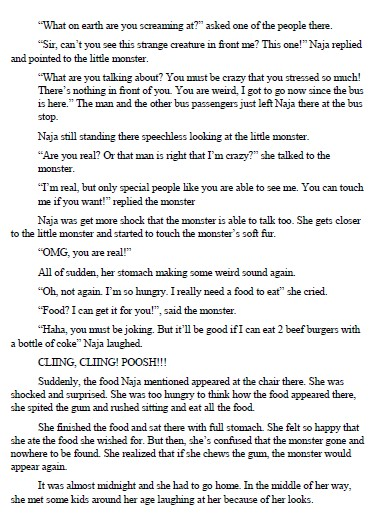 “What on earth are you screaming at?” asked one of the people there.
“Sir, can’t you see this strange creature in front me? This one!” Naja replied
and pointed to the little monster.
“What are you talking about? You must be crazy that you stressed so much!
There’s nothing in front of you. You are weird, I got to go now since the bus
is here.” The man and the other bus passengers just left Naja there at the bus
stop.
Naja still standing there speechless looking at the little monster.
“Are you real? Or that man is right that I’m crazy?” she talked to the
monster.
“I’m real, but only special people like you are able to see me. You can touch
me if you want!” replied the monster
Naja was get more shock that the monster is able to talk too. She gets closer
to the little monster and started to touch the monster’s soft fur.
“OMG, you are real!”
All of sudden, her stomach making some weird sound again.
“Oh, not again. I’m so hungry. I really need a food to eat” she cried.
“Food? I can get it for you!”, said the monster.
“Haha, you must be joking. But it’ll be good if I can eat 2 beef burgers with
a bottle of coke” Naja laughed.
CLIING, CLIING! POOSH!!!
Suddenly, the food Naja mentioned appeared at the chair there. She was
shocked and surprised. She was too hungry to think how the food appeared there,
she spited the gum and rushed sitting and eat all the food.
She finished the food and sat there with full stomach. She felt so happy that
she ate the food she wished for. But then, she’s confused that the monster gone and
nowhere to be found. She realized that if she chews the gum, the monster would
appear again.
It was almost midnight and she had to go home. In the middle of her way,
she met some kids around her age laughing at her because of her looks.